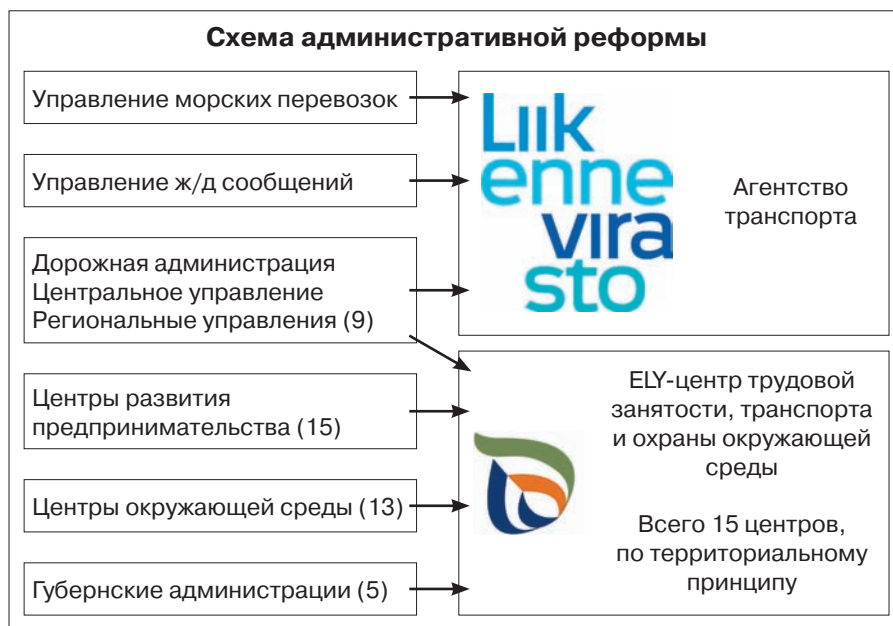 Схема административной реформы
Управление морских перевозок
Управление ж/д сообщений
Дорожная администрация
Центральное управление
Региональные управления (9)
Центры развития
предпринимательства (15)
Центры окружающей среды (13)
Губернские администрации (5)
Liik
enne
vira
sto
Агентство
транспорта
ELY-центр трудовой
занятости, транспорта
и охраны окружающей
среды
Всего 15 центров,
по территориальному
принципу